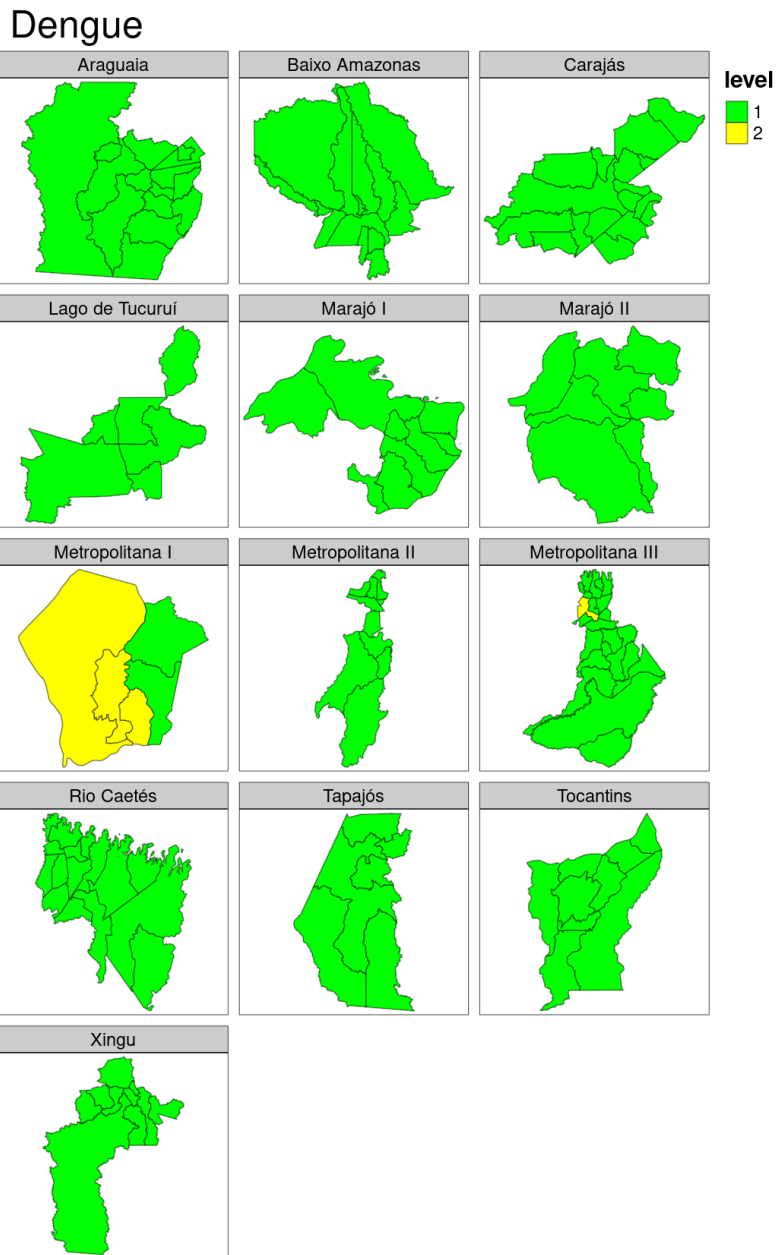 Dengue
Araguaia
Baixo Amazonas
Carajás
level
1
2
Lago de Tucuruí
Marajó I
Marajó II
Metropolitana I
Metropolitana II
Metropolitana III
Rio Caetés
Tapajós
Tocantins
Xingu